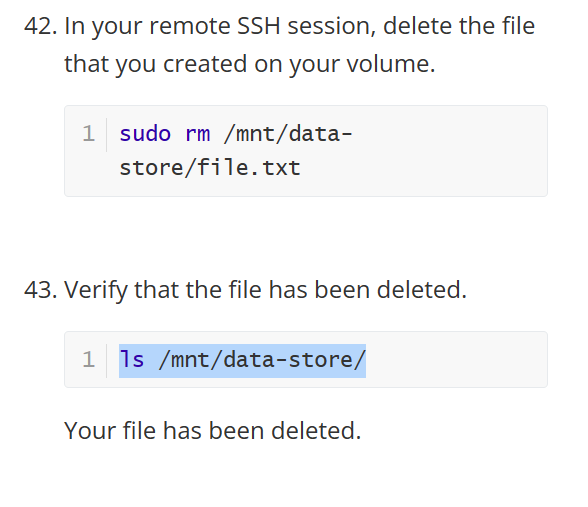 42. In your remote SSH session, delete the file
that you created on your volume.
1 sudo rm /mnt/data-
store/file.txt
43. Verify that the file has been deleted.
1 ls /mnt/data-store/
Your file has been deleted.